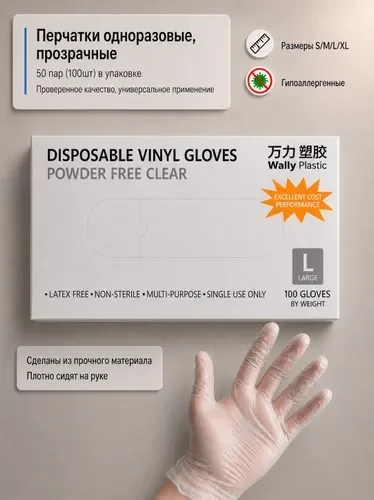 Перчатки одноразовые,
прозрачные
50 пар (100шт) в упаковке
Проверенное качество, универсальное применение
Размеры S/M/L/XL
Гипоаллергенные
DISPOSABLE VINYL GLOVES
POWDER FREE CLEAR
万力 塑胶
Wally Plastic
EXCELLENT COST
PERFORMANCE
L
LARGE
• LATEX FREE • NON-STERILE • MULTI-PURPOSE • SINGLE USE ONLY
100 GLOVES
BY WEIGHT
Сделаны из прочного материала
Плотно сидят на руке